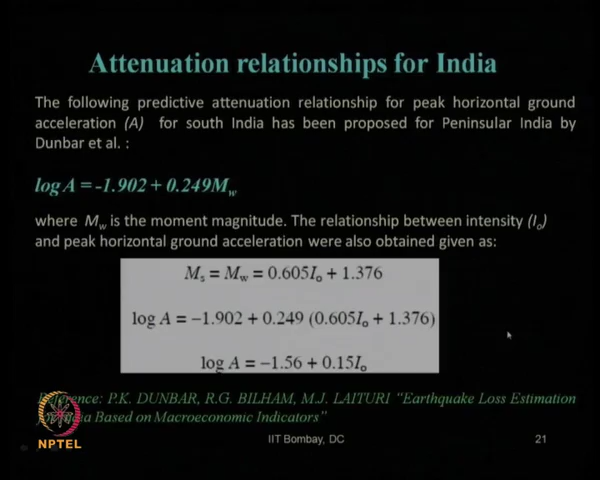 Attenuation relationships for India
The following predictive attenuation relationship for peak horizontal ground
acceleration (A) for south India has been proposed for Peninsular India by
Dunbar et al. :
log A = -1.902 + 0.249Mw
where Mw is the moment magnitude. The relationship between intensity (Io)
and peak horizontal ground acceleration were also obtained given as:
Ms = Mw = 0.605Io + 1.376
log A = −1.902 + 0.249 (0.605Io + 1.376)
log A = −1.56 + 0.15Io
P.K. DUNBAR, R.G. BILHAM, M.J. LAITURI "Earthquake Loss Estimation
Based on Macroeconomic Indicators"
NPTEL
IIT Bombay, DC
21